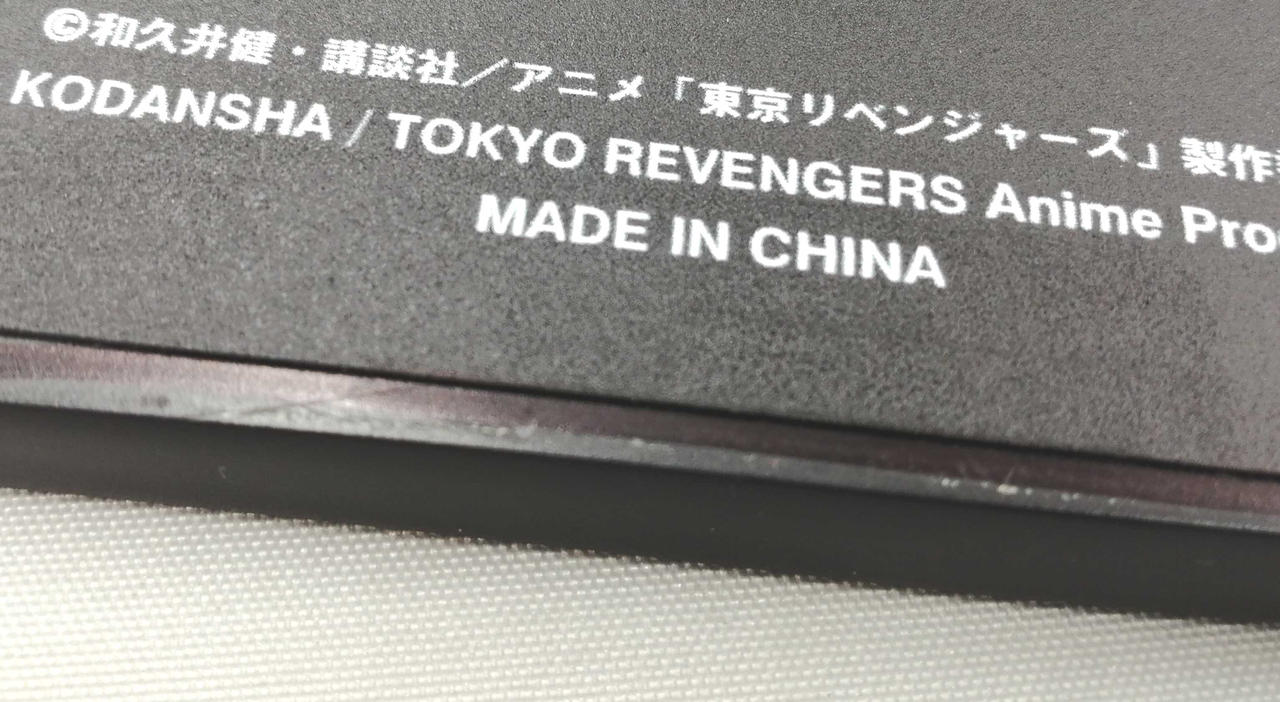 ©和久井健・講談社／アニメ「東京リベンジャーズ」製作
KODANSHA / TOKYO REVENGERS Anime
MADE IN CHINA